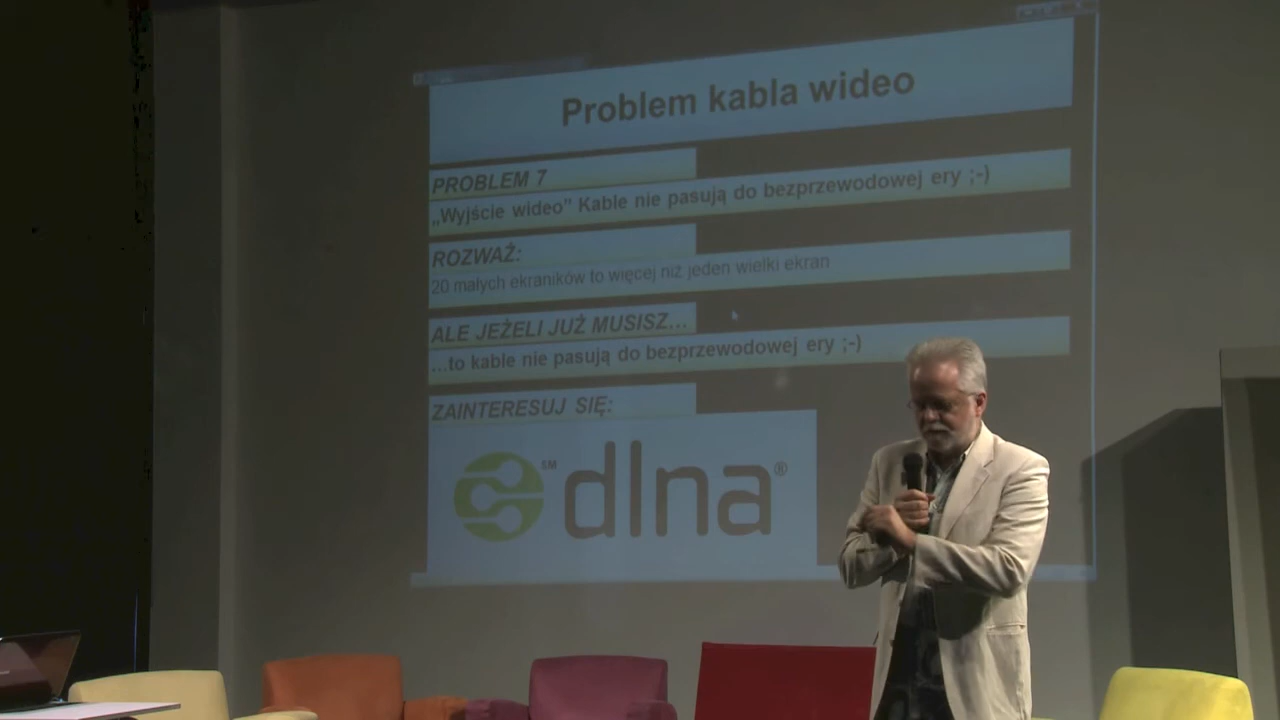 Problem kabla wideo
PROBLEM 7
„Wyjście wideo” Kable nie pasują do bezprzewodowej ery ;-)
ROZWAŻ:
20 małych ekraników to więcej niż jeden wielki ekran
ALE JEŻELI JUŻ MUSISZ...
...to kable nie pasują do bezprzewodowej ery ;-)
ZAINTERESUJ SIĘ:
SM dlna ®